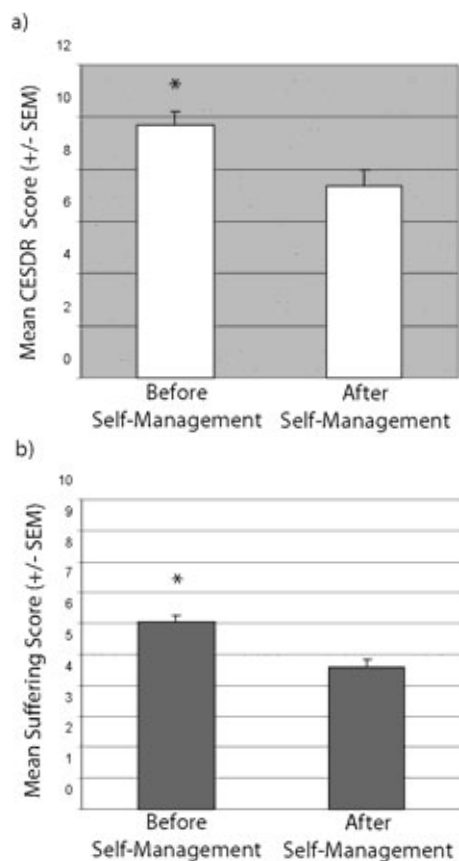 a)
Mean CESDR Score (+/- SEM)
12
10
8
6
4
2
0
*
Before
Self-Management
After
Self-Management
b)
Mean Suffering Score (+/- SEM)
10
9
8
7
6
5
4
3
2
1
0
*
Before
Self-Management
After
Self-Management